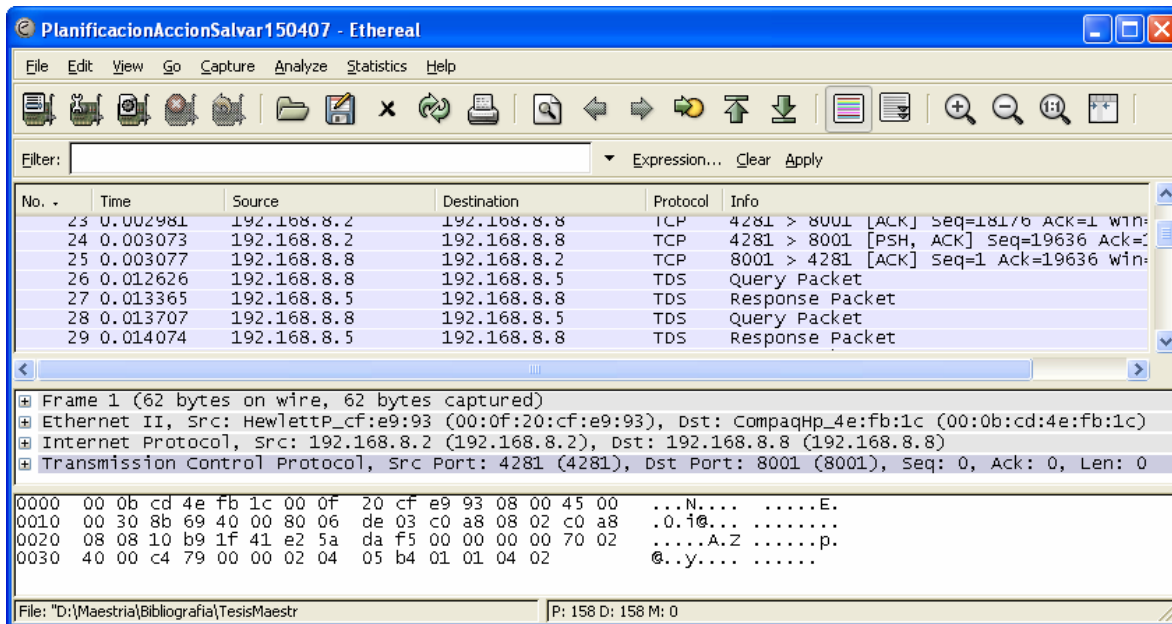 PlanificacionAccionSalvar150407 - Ethereal
File Edit View Go Capture Analyze Statistics Help
Filter: Expression... Clear Apply
No. Time Source Destination Protocol Info
23 0.002981 192.168.8.2 192.168.8.8 TCP 4281 > 8001 [ACK] Seq=18176 Ack=1 Win=
24 0.003073 192.168.8.2 192.168.8.8 TCP 4281 > 8001 [PSH, ACK] Seq=19636 Ack=1
25 0.003077 192.168.8.8 192.168.8.2 TCP 8001 > 4281 [ACK] Seq=1 Ack=19636 Win=
26 0.012626 192.168.8.8 192.168.8.5 TDS Query Packet
27 0.013365 192.168.8.5 192.168.8.8 TDS Response Packet
28 0.013707 192.168.8.8 192.168.8.5 TDS Query Packet
29 0.014074 192.168.8.5 192.168.8.8 TDS Response Packet
Frame 1 (62 bytes on wire, 62 bytes captured)
Ethernet II, Src: HewlettP_cf:e9:93 (00:0f:20:cf:e9:93), Dst: CompaqHp_4e:fb:1c (00:0b:cd:4e:fb:1c)
Internet Protocol, Src: 192.168.8.2 (192.168.8.2), Dst: 192.168.8.8 (192.168.8.8)
Transmission Control Protocol, Src Port: 4281 (4281), Dst Port: 8001 (8001), Seq: 0, Ack: 0, Len: 0
0000 00 0b cd 4e fb 1c 00 0f 20 cf e9 93 08 00 45 00 ...N.... .....E.
0010 00 30 8b 69 40 00 80 06 de 03 c0 a8 08 02 c0 a8 .0.i@... ........
0020 08 08 10 b9 1f 41 e2 5a da f5 00 00 00 00 70 02 .....A.Z ......p.
0030 40 00 c4 79 00 00 02 04 05 b4 01 01 04 02 @..y.... ......
File: "D:\Maestria\Bibliografia\TesisMaestr P: 158 D: 158 M: 0